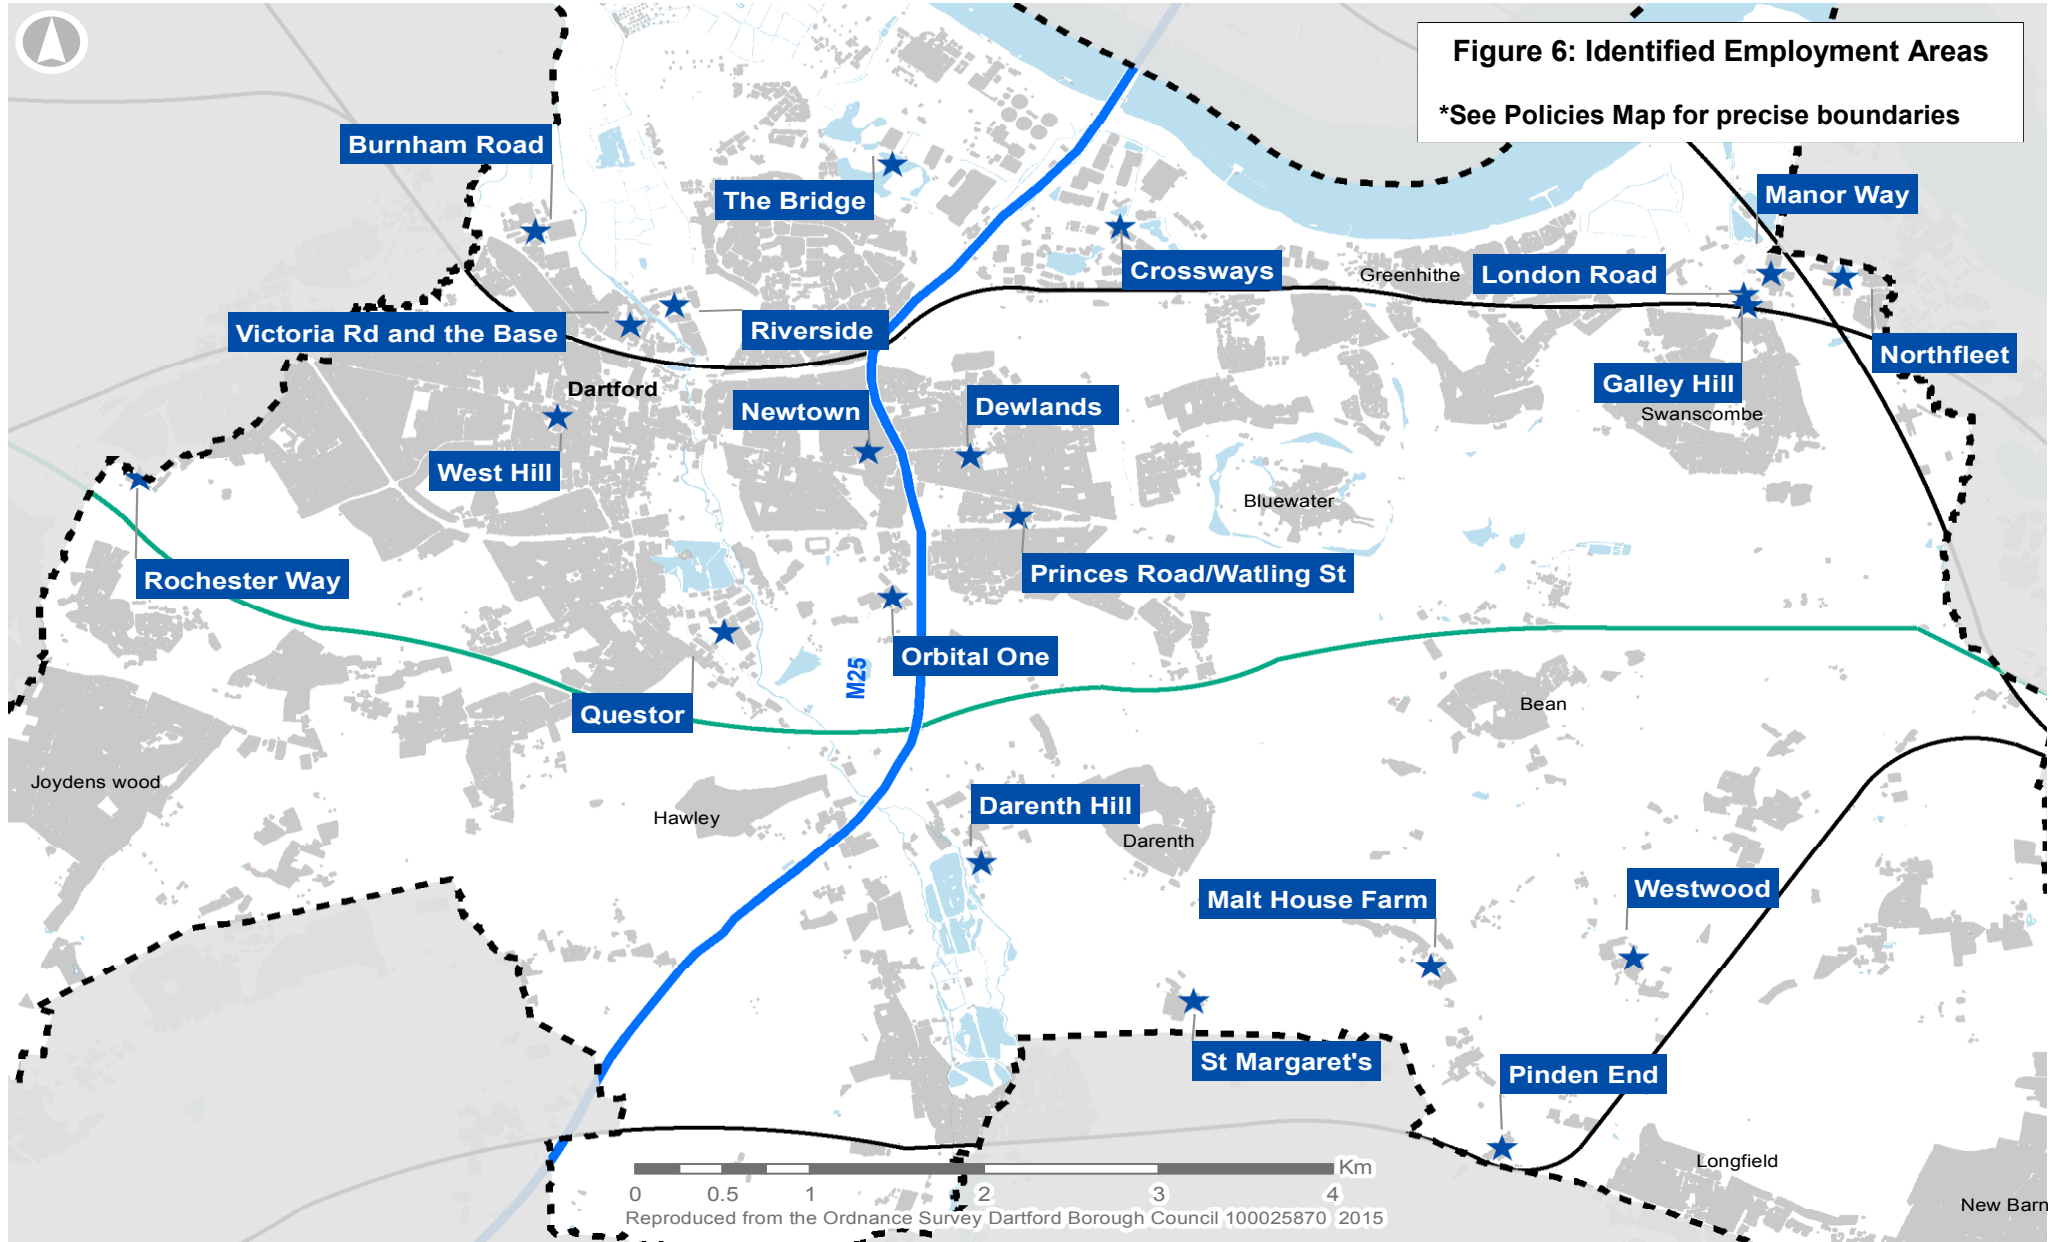 Figure 6: Identified Employment Areas
*See Policies Map for precise boundaries
Burnham Road
The Bridge
Manor Way
Crossways
Greenhithe
London Road
Victoria Rd and the Base
Riverside
Northfleet
Dartford
Newtown
Dewlands
Galley Hill
Swanscombe
West Hill
Bluewater
Rochester Way
Princes Road/Watling St
Orbital One
M25
Questor
Bean
Joydens wood
Hawley
Darenth Hill
Darenth
Malt House Farm
Westwood
St Margaret's
Pinden End
Longfield
New Barn
Km
0 0.5 1 2 3 4
Reproduced from the Ordnance Survey Dartford Borough Council 100025870 2015